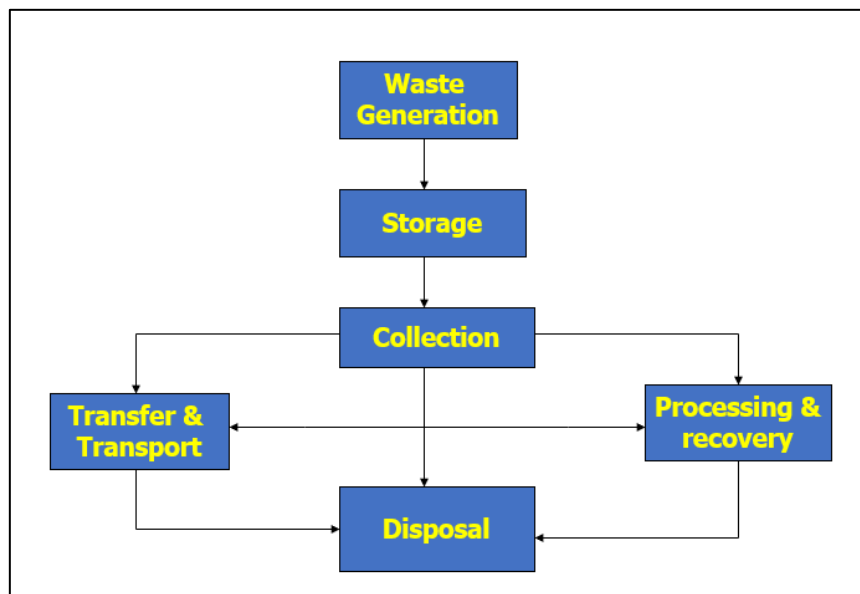 Waste
Generation
Storage
Collection
Transfer &
Transport
Processing &
recovery
Disposal